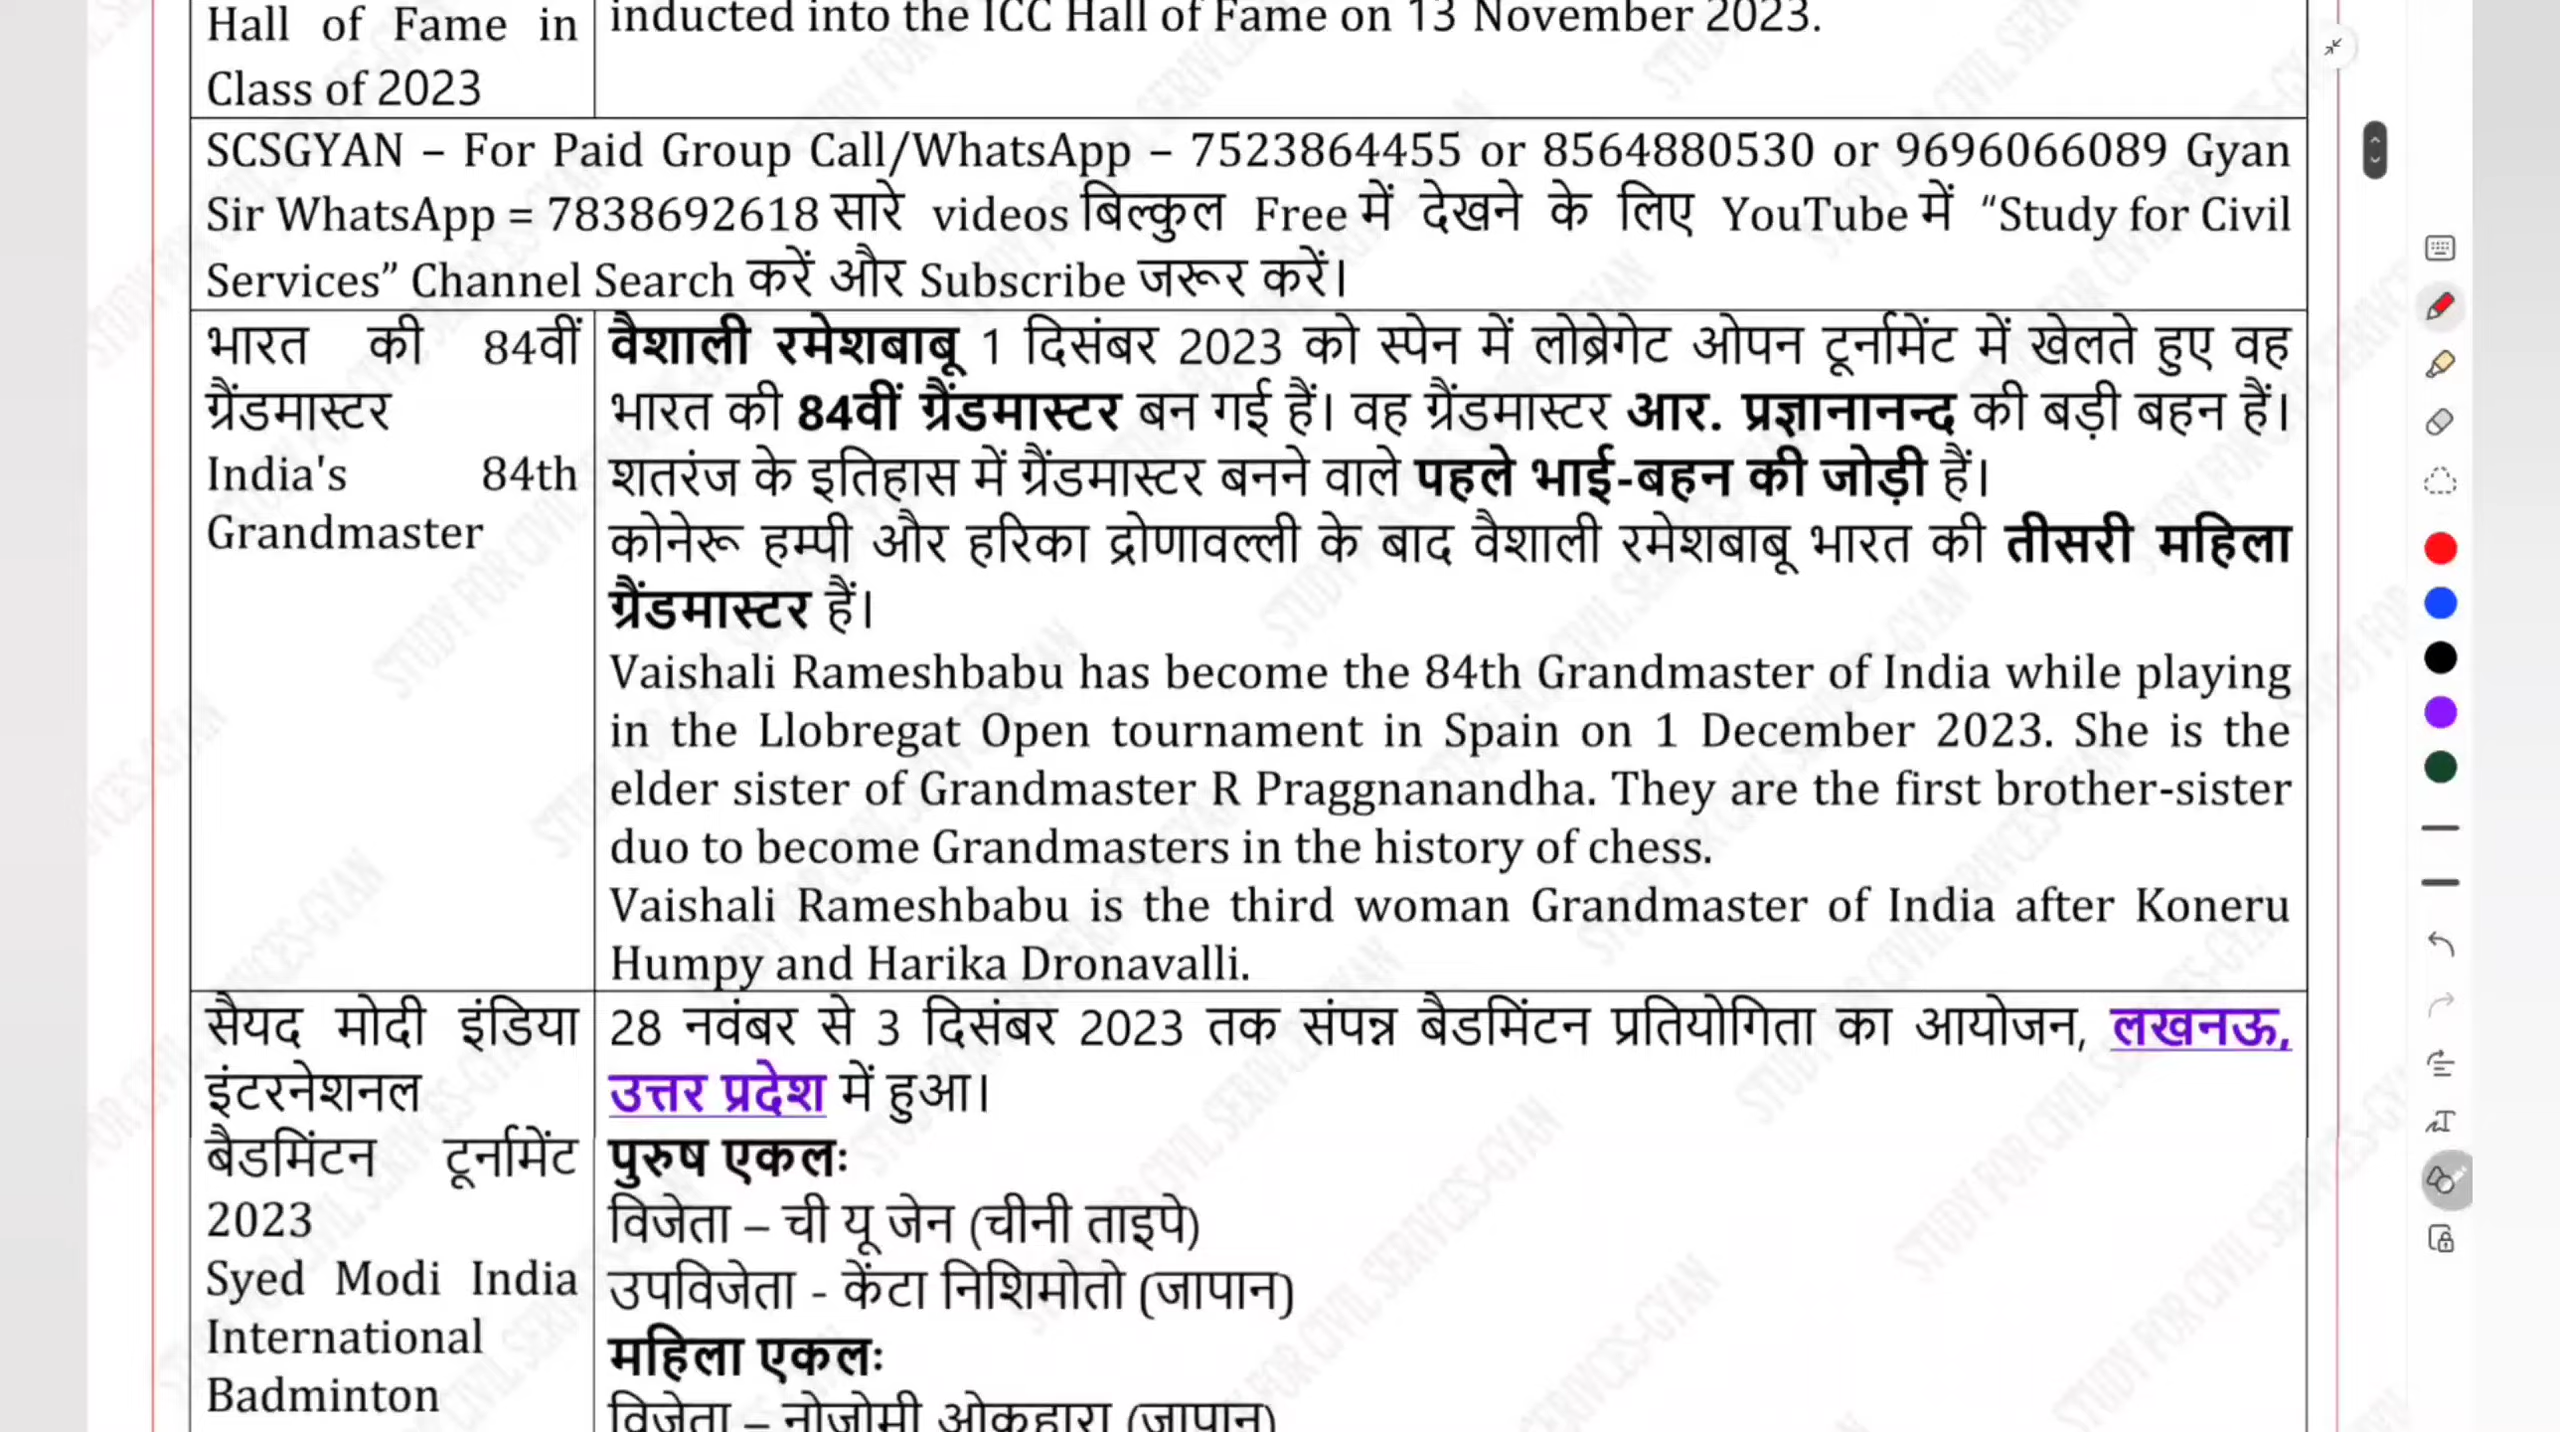 Hall of Fame in
Class of 2023
inducted into the ICC Hall of Fame on 13 November 2023.
SCSGYAN – For Paid Group Call/WhatsApp – 7523864455 or 8564880530 or 9696066089 Gyan
Sir WhatsApp = 7838692618 सारे videos बिल्कुल Free में देखने के लिए YouTube में “Study for Civil
Services” Channel Search करें और Subscribe जरूर करें।
भारत की 84वीं
ग्रैंडमास्टर
India's 84th
Grandmaster
वैशाली रमेशबाबू 1 दिसंबर 2023 को स्पेन में लोब्रेगेट ओपन टूर्नामेंट में खेलते हुए वह
भारत की 84वीं ग्रैंडमास्टर बन गई हैं। वह ग्रैंडमास्टर आर. प्रज्ञानानन्द की बड़ी बहन हैं।
शतरंज के इतिहास में ग्रैंडमास्टर बनने वाले पहले भाई-बहन की जोड़ी हैं।
कोनेरू हम्पी और हरिका द्रोणावल्ली के बाद वैशाली रमेशबाबू भारत की तीसरी महिला
ग्रैंडमास्टर हैं।
Vaishali Rameshbabu has become the 84th Grandmaster of India while playing
in the Llobregat Open tournament in Spain on 1 December 2023. She is the
elder sister of Grandmaster R Praggnanandha. They are the first brother-sister
duo to become Grandmasters in the history of chess.
Vaishali Rameshbabu is the third woman Grandmaster of India after Koneru
Humpy and Harika Dronavalli.
सैयद मोदी इंडिया
इंटरनेशनल
बैडमिंटन टूर्नामेंट
2023
Syed Modi India
International
Badminton
28 नवंबर से 3 दिसंबर 2023 तक संपन्न बैडमिंटन प्रतियोगिता का आयोजन, लखनऊ,
उत्तर प्रदेश में हुआ।
पुरुष एकलः
विजेता – ची यू जेन (चीनी ताइपे)
उपविजेता - केंटा निशिमोतो (जापान)
महिला एकलः
विजेता – नोजोमी ओकुहारा (जापान)
STUDY FOR CIVIL SERIVCES-GYAN